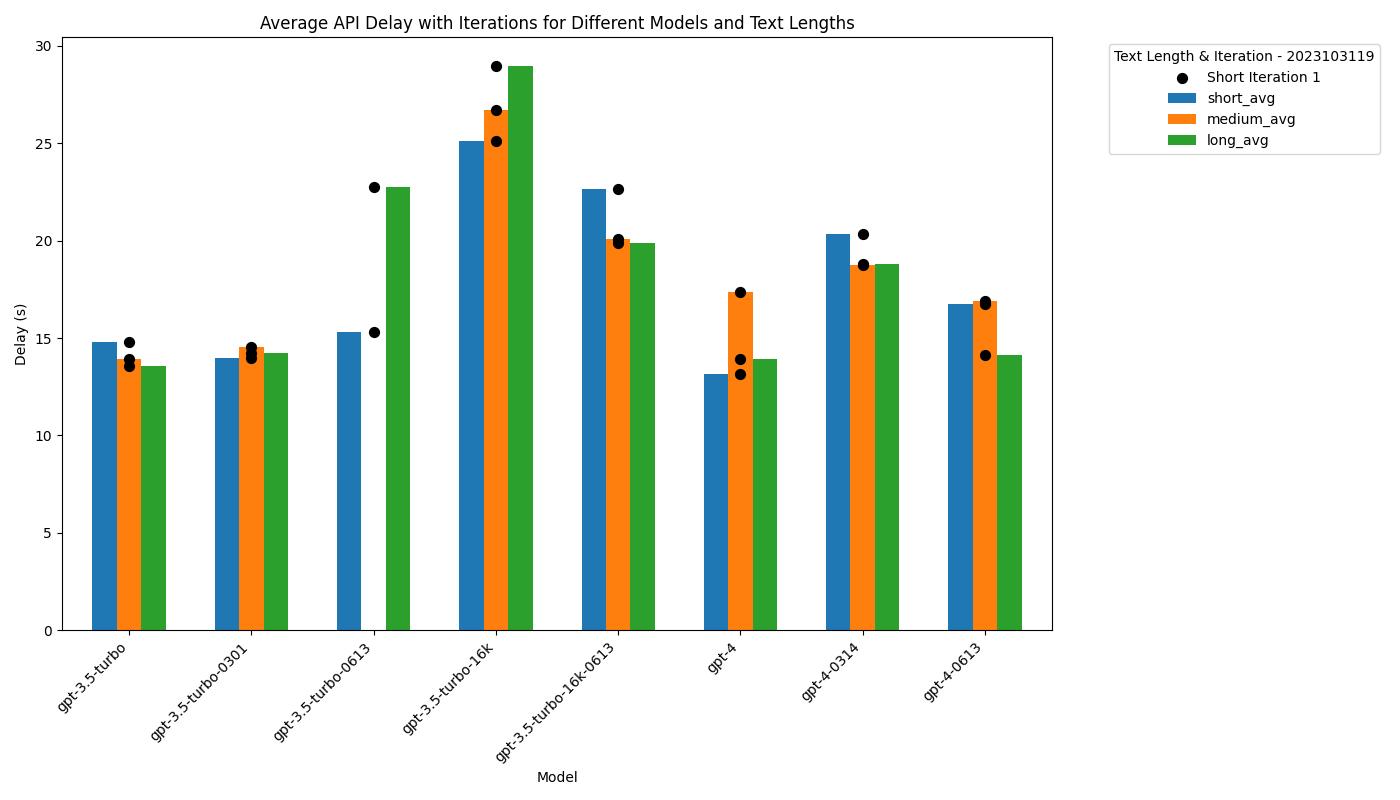 Average API Delay with Iterations for Different Models and Text Lengths
Text Length & Iteration - 2023103119
Short Iteration 1
short_avg
medium_avg
long_avg
Delay (s)
30
25
20
15
10
5
0
gpt-3.5-turbo
gpt-3.5-turbo-0301
gpt-3.5-turbo-0613
gpt-3.5-turbo-16k
gpt-3.5-turbo-16k-0613
gpt-4
gpt-4-0314
gpt-4-0613
Model